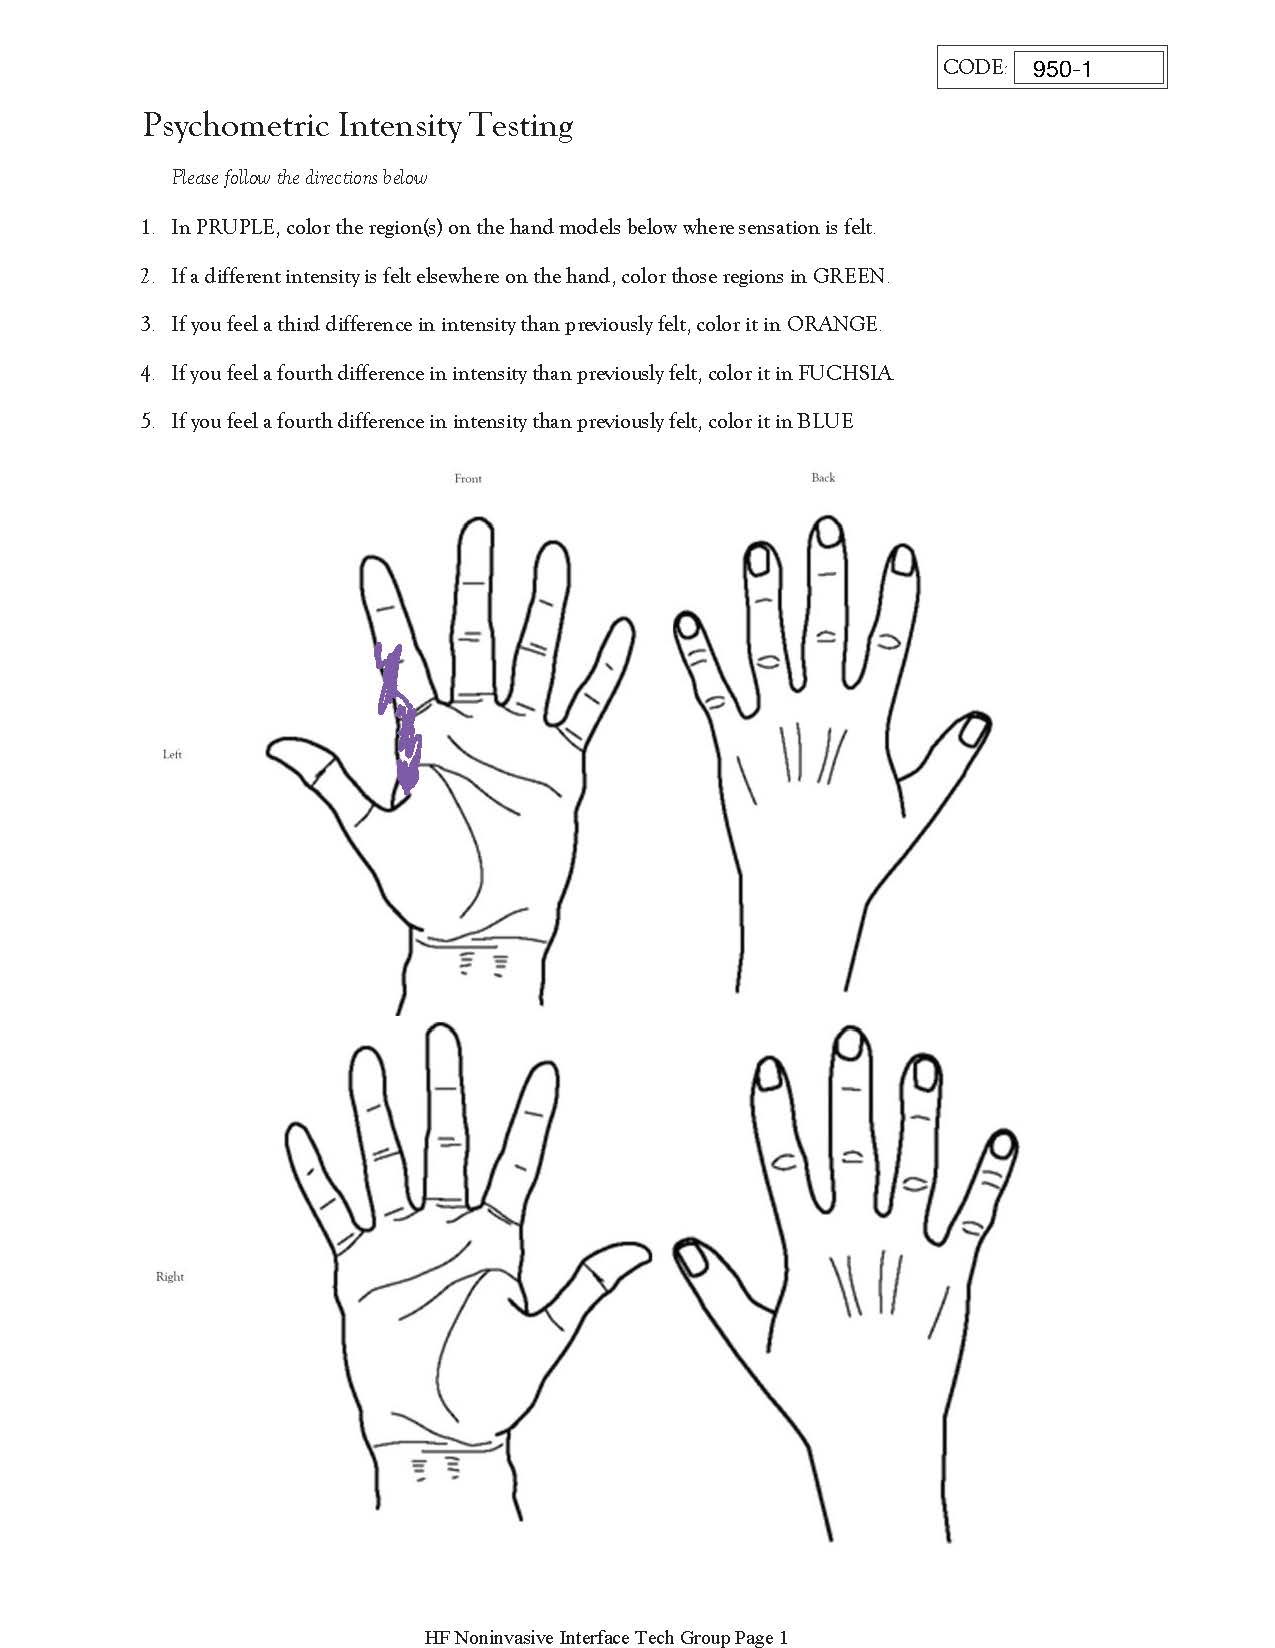 CODE: 950-1
Psychometric Intensity Testing
Please follow the directions below
1. In PRUPLE, color the region(s) on the hand models below where sensation is felt.
2. If a different intensity is felt elsewhere on the hand, color those regions in GREEN.
3. If you feel a third difference in intensity than previously felt, color it in ORANGE.
4. If you feel a fourth difference in intensity than previously felt, color it in FUCHSIA.
5. If you feel a fourth difference in intensity than previously felt, color it in BLUE
Front Back
Left
Right
HF Noninvasive Interface Tech Group Page 1